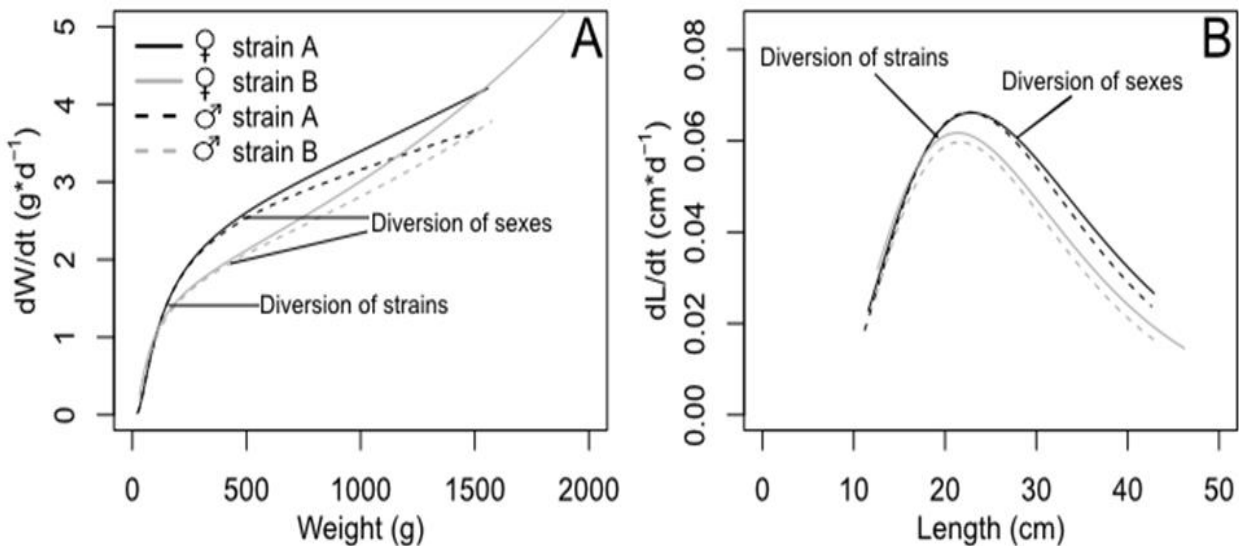 A
♀ strain A
♀ strain B
♂ strain A
♂ strain B
Diversion of sexes
Diversion of strains
dW/dt (g*d⁻¹)
0
1
2
3
4
5
0 500 1000 1500 2000
Weight (g)
B
Diversion of strains
Diversion of sexes
dL/dt (cm*d⁻¹)
0.00
0.02
0.04
0.06
0.08
0 10 20 30 40 50
Length (cm)